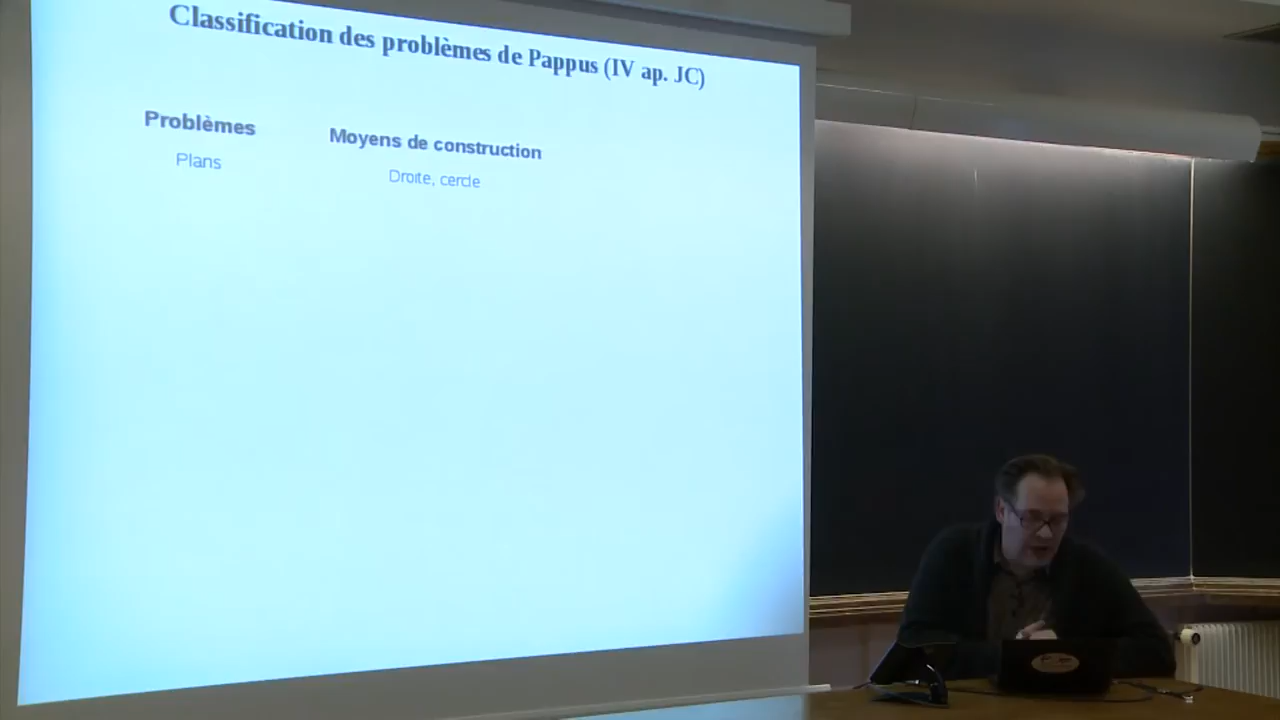 Classification des problèmes de Pappus (IV ap. JC)
Problèmes
Moyens de construction
Plans
Droite, cercle